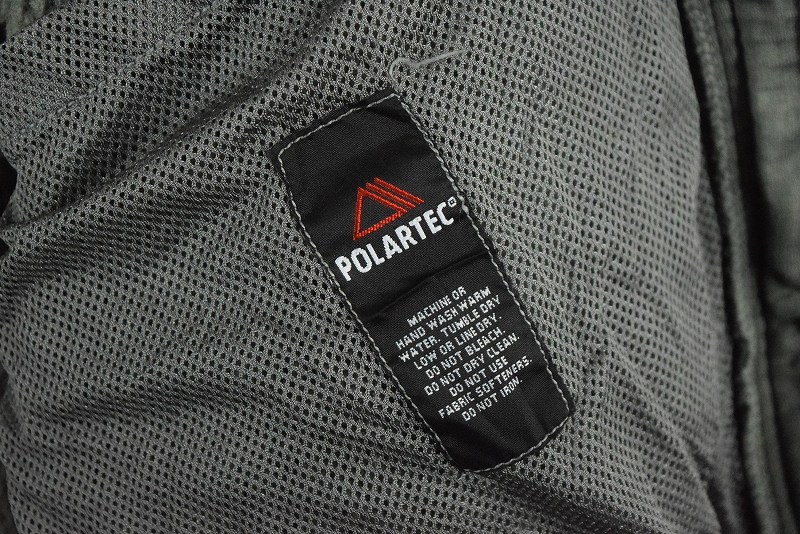 POLARTEC
MACHINE OR
HAND WASH WARM
WATER. TUMBLE DRY
LOW OR LINE DRY.
DO NOT BLEACH.
DO NOT DRY CLEAN.
DO NOT USE
FABRIC SOFTENERS.
DO NOT IRON.